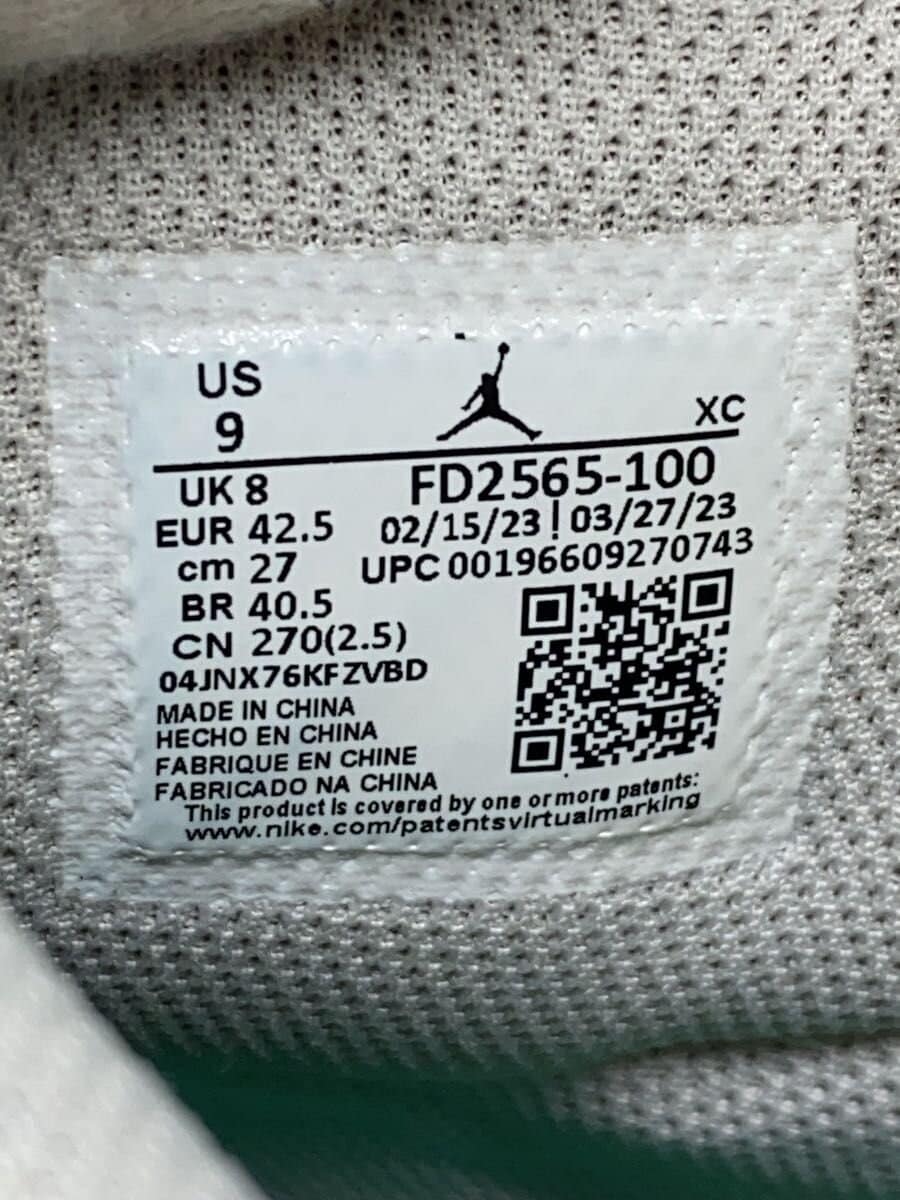 US
9
XC
UK 8
FD2565-100
EUR 42.5
02/15/23 | 03/27/23
cm 27
UPC 00196609270743
BR 40.5
CN 270(2.5)
04JNX76KFZVBD
MADE IN CHINA
HECHO EN CHINA
FABRIQUE EN CHINE
FABRICADO NA CHINA
This product is covered by one or more patents:
www.nike.com/patentsvirtualmarking